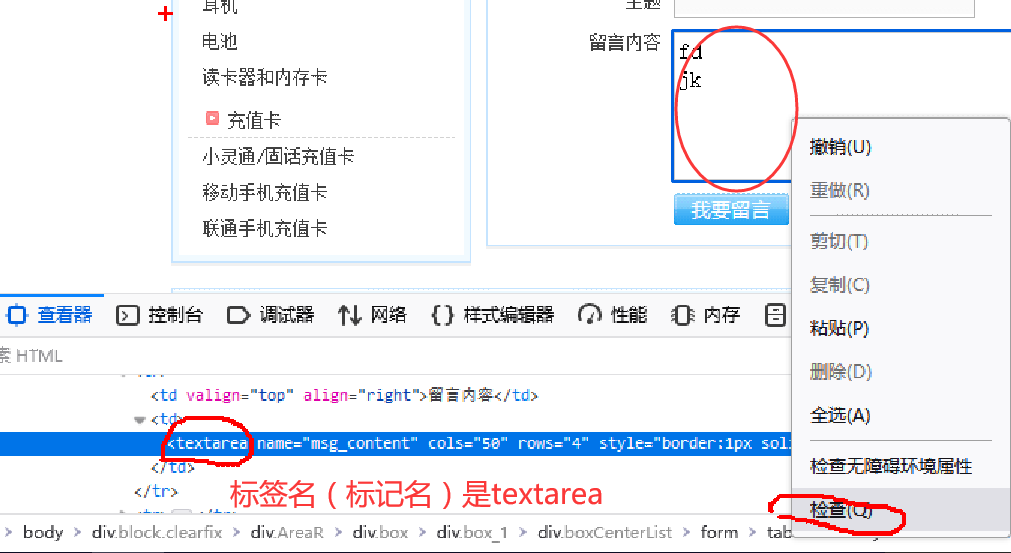 耳机
电池
读卡器和内存卡
充值卡
小灵通/固话充值卡
移动手机充值卡
联通手机充值卡
主题
留言内容
fd
jk
我要留言
撤销(U)
重做(R)
剪切(T)
复制(C)
粘贴(P)
删除(D)
全选(A)
检查无障碍环境属性
检查(Q)
查看器 控制台 调试器 网络 样式编辑器 性能 内存
索 HTML
<td valign="top" align="right">留言内容</td>
<td>
<textarea name="msg_content" cols="50" rows="4" style="border:1px soli
</td>
</tr>
标签名（标记名）是textarea
body > div.block.clearfix > div.AreaR > div.box > div.box_1 > div.boxCenterList > form > tab